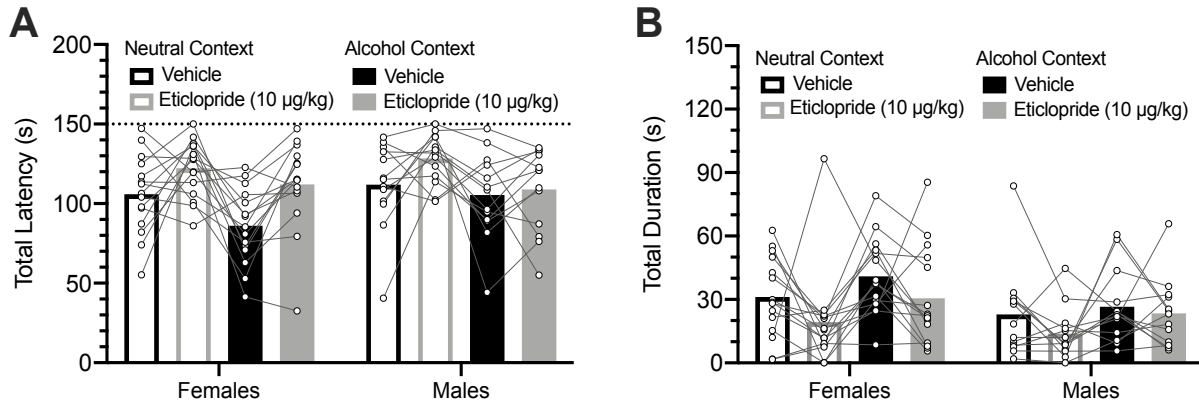 A
Total Latency (s)
200
150
100
50
0
Neutral Context
Vehicle
Eticlopride (10 µg/kg)
Alcohol Context
Vehicle
Eticlopride (10 µg/kg)
Females
Males
B
Total Duration (s)
150
120
90
60
30
0
Neutral Context
Vehicle
Eticlopride (10 µg/kg)
Alcohol Context
Vehicle
Eticlopride (10 µg/kg)
Females
Males